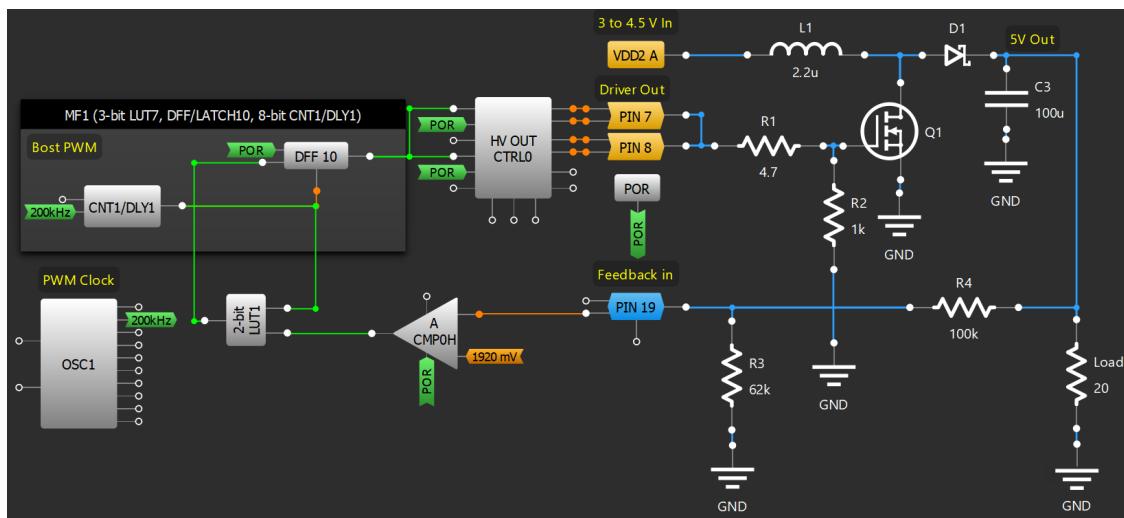 3 to 4.5 V In
VDD2 A
L1
2.2u
D1
5V Out
C3
100u
GND
Driver Out
PIN 7
PIN 8
R1
4.7
Q1
GND
R2
1k
GND
MF1 (3-bit LUT7, DFF/LATCH10, 8-bit CNT1/DLY1)
Bost PWM
POR
DFF 10
CNT1/DLY1
200kHz
POR
POR
HV OUT
CTRL0
POR
POR
PWM Clock
OSC1
200kHz
2-bit
LUT1
A
CMP0H
1920 mV
POR
Feedback in
PIN 19
R4
100k
R3
62k
GND
Load
20
GND